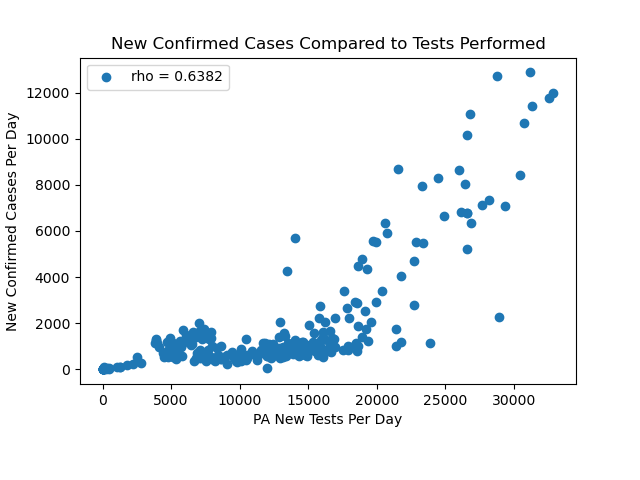 New Confirmed Cases Compared to Tests Performed
rho = 0.6382
New Confirmed Caeses Per Day
12000
10000
8000
6000
4000
2000
0
0 5000 10000 15000 20000 25000 30000
PA New Tests Per Day